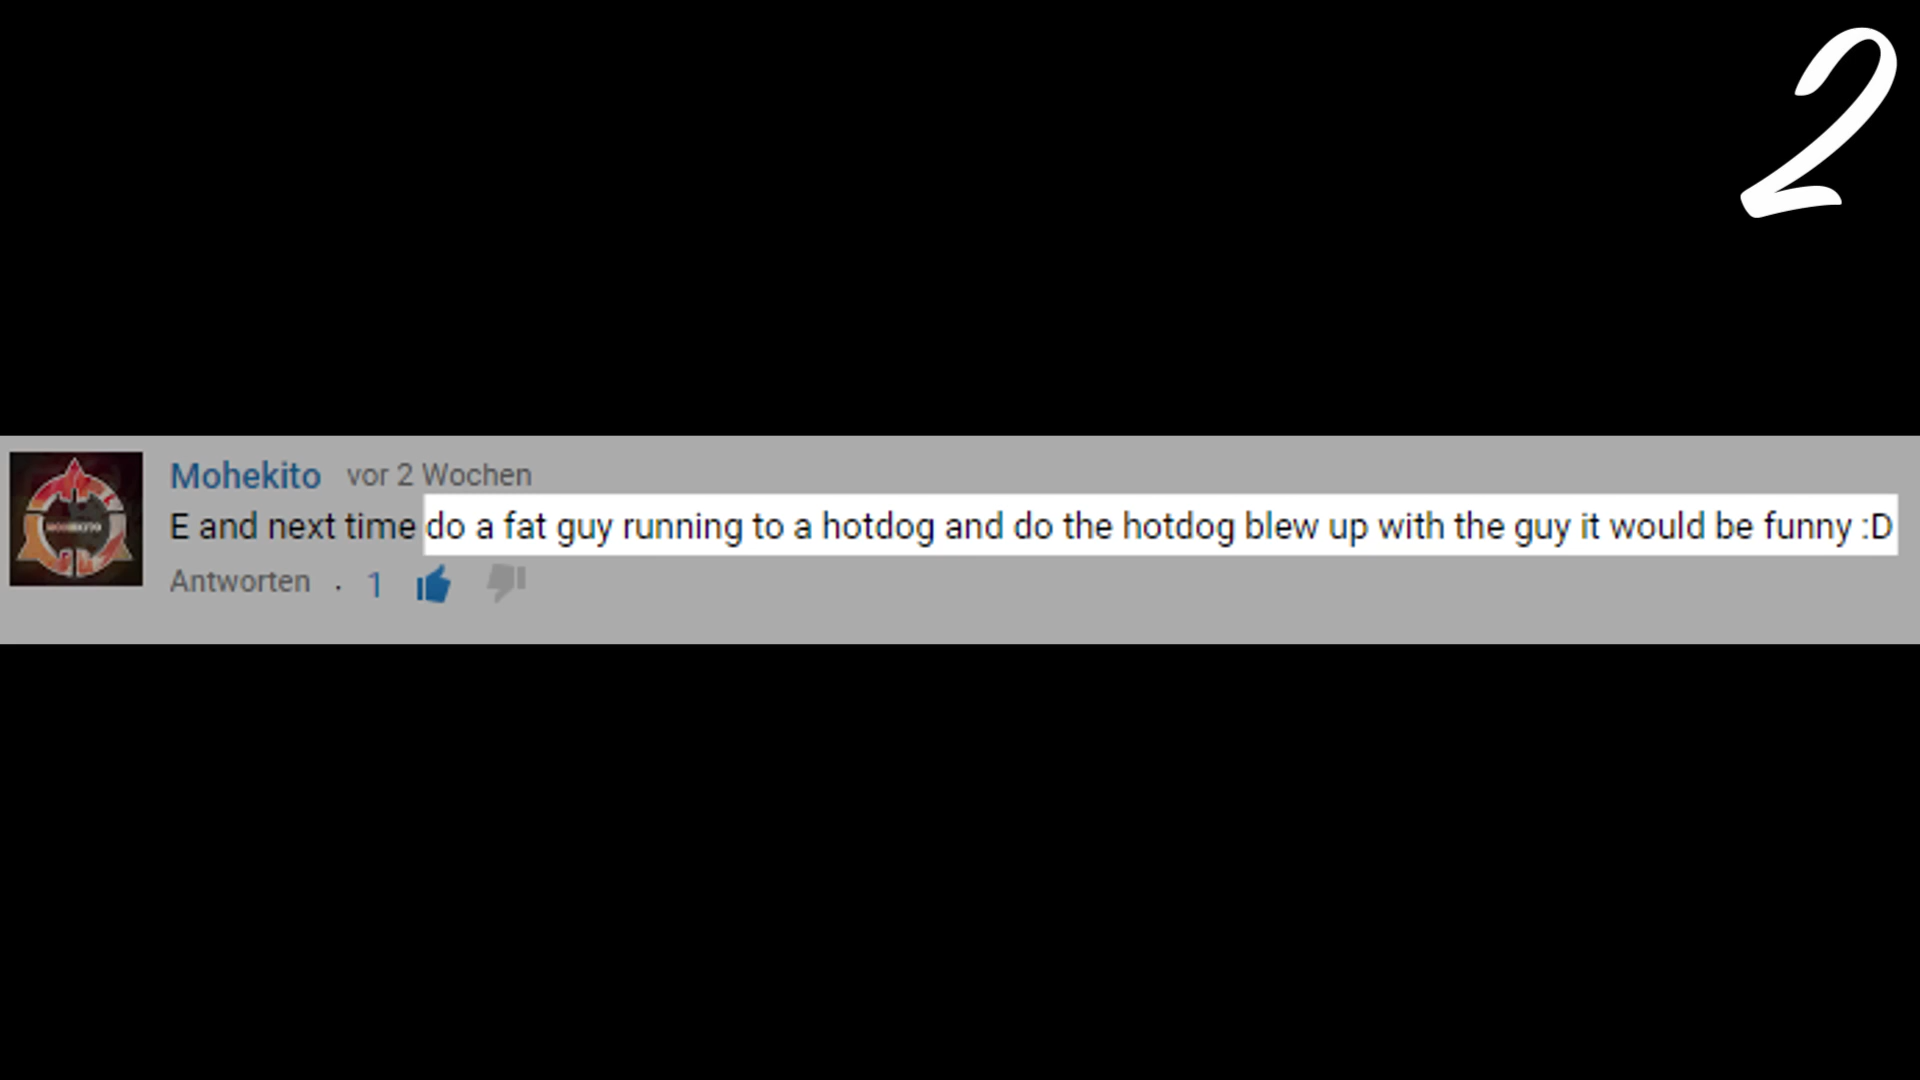 2
Mohekito vor 2 Wochen
E and next time do a fat guy running to a hotdog and do the hotdog blew up with the guy it would be funny :D
Antworten . 1